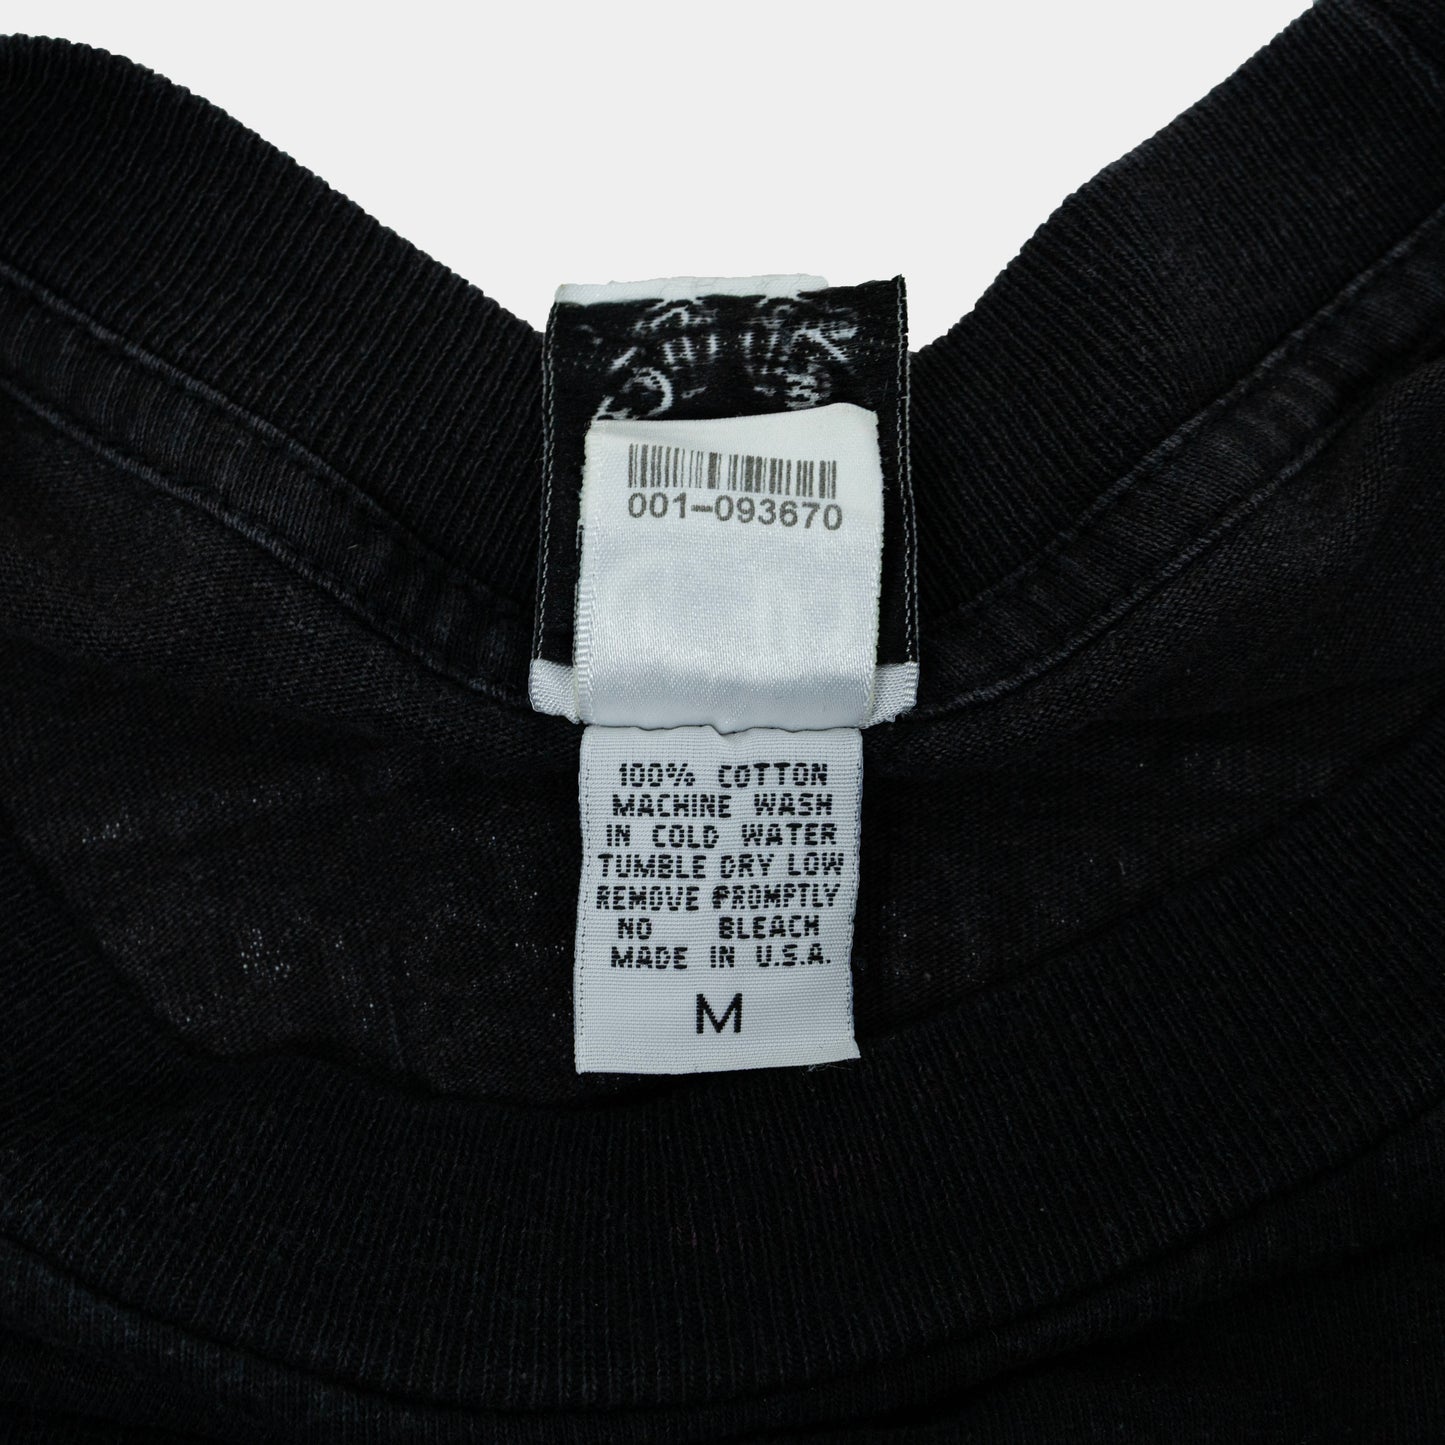 001-093670
100% COTTON
MACHINE WASH
IN COLD WATER
TUMBLE DRY LOW
REMOVE PROMPTLY
NO BLEACH
MADE IN U.S.A.
M